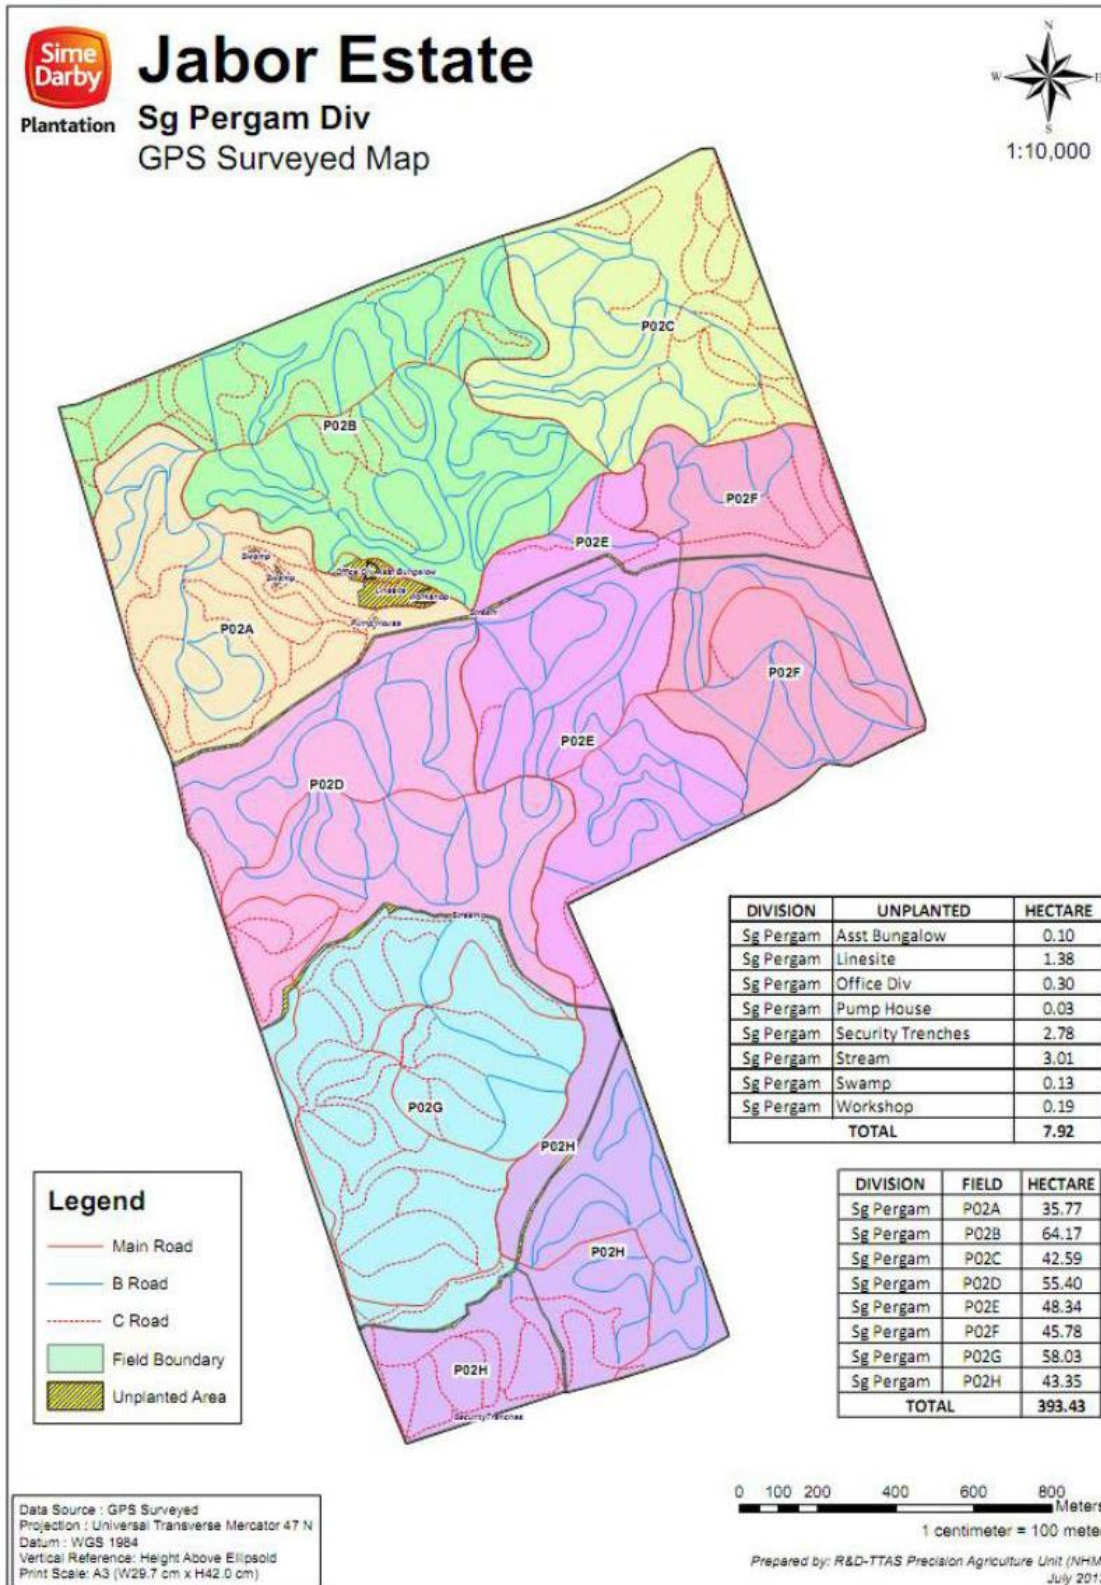 Sime
Darby
Plantation
Jabor Estate
Sg Pergam Div
GPS Surveyed Map
N
W
E
S
1:10,000
P02C
P02B
P02F
P02E
Swamp
Swamp
Office Div
Asst Bungalow
Linesite
Workshop
Stream
Pump House
P02A
P02F
P02E
P02D
Stream
P02G
P02H
P02H
P02H
Security Trenches
DIVISION UNPLANTED HECTARE
Sg Pergam Asst Bungalow 0.10
Sg Pergam Linesite 1.38
Sg Pergam Office Div 0.30
Sg Pergam Pump House 0.03
Sg Pergam Security Trenches 2.78
Sg Pergam Stream 3.01
Sg Pergam Swamp 0.13
Sg Pergam Workshop 0.19
TOTAL 7.92
DIVISION FIELD HECTARE
Sg Pergam P02A 35.77
Sg Pergam P02B 64.17
Sg Pergam P02C 42.59
Sg Pergam P02D 55.40
Sg Pergam P02E 48.34
Sg Pergam P02F 45.78
Sg Pergam P02G 58.03
Sg Pergam P02H 43.35
TOTAL 393.43
Legend
Main Road
B Road
C Road
Field Boundary
Unplanted Area
Data Source : GPS Surveyed
Projection : Universal Transverse Mercator 47 N
Datum : WGS 1984
Vertical Reference: Height Above Ellipsoid
Print Scale: A3 (W29.7 cm x H42.0 cm)
0 100 200 400 600 800
Meters
1 centimeter = 100 meter
Prepared by: R&D-TTAS Precision Agriculture Unit (NHM
July 201